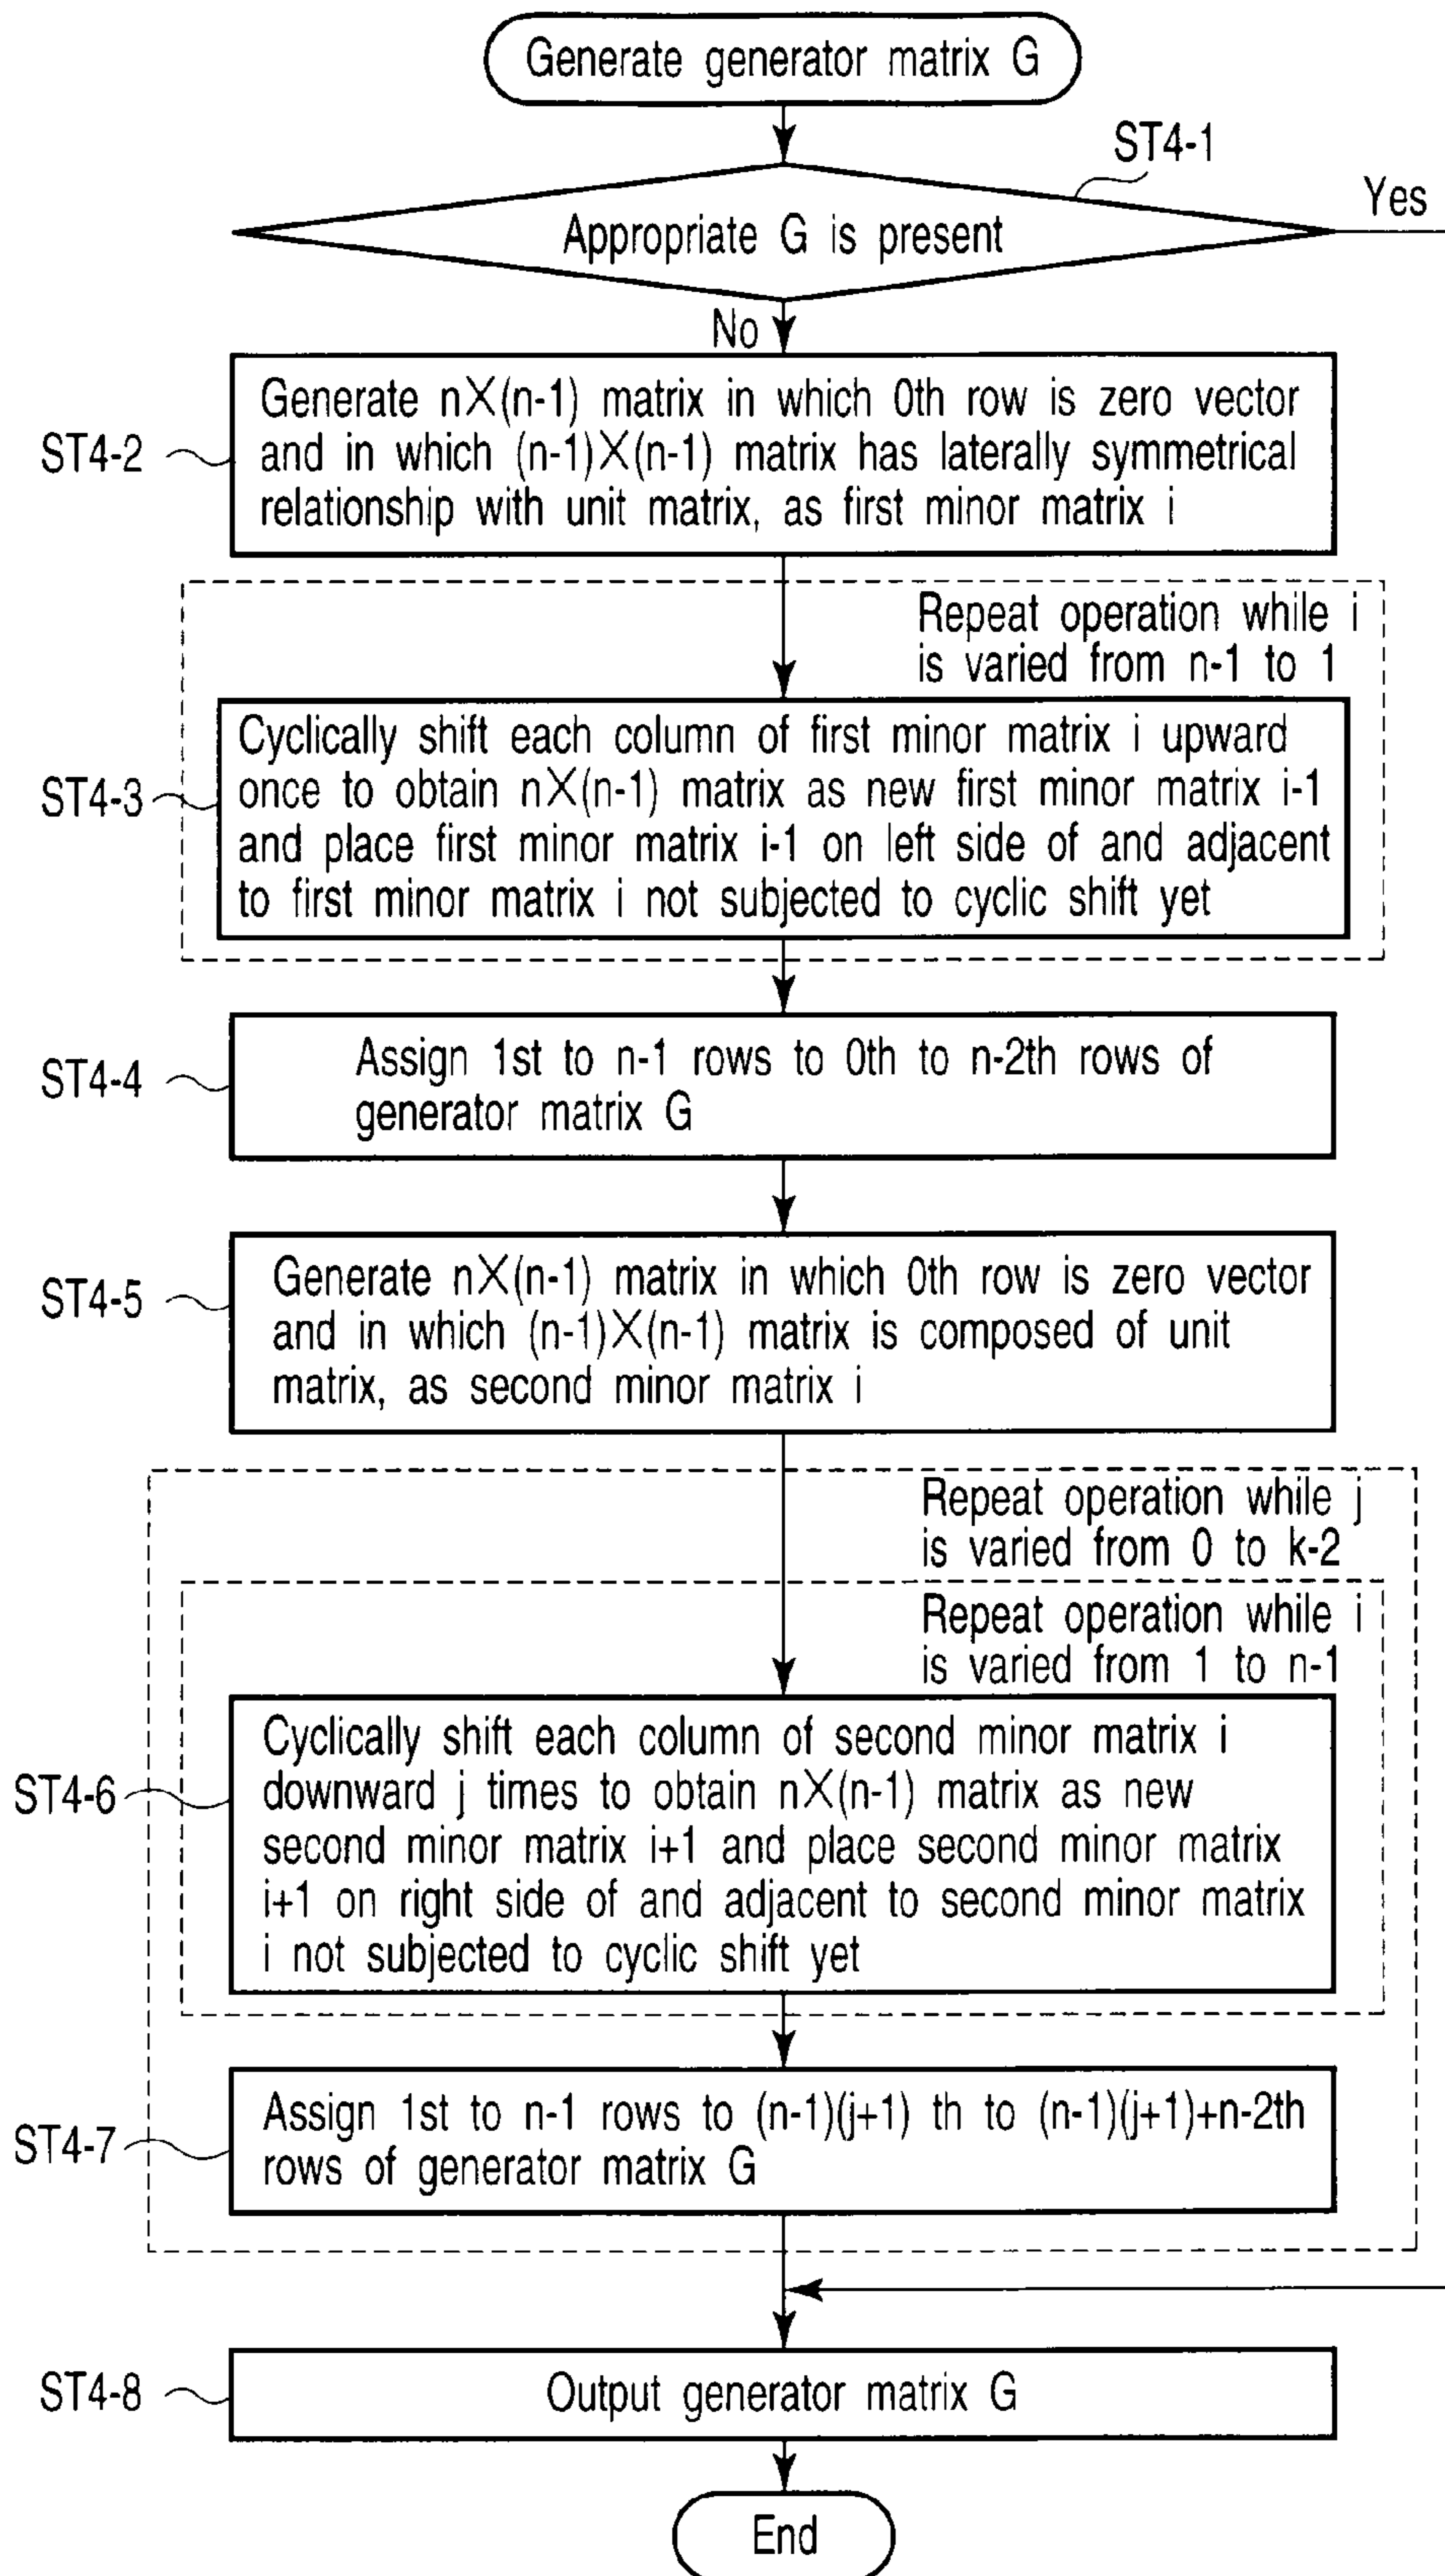 Generate generator matrix G
ST4-1
Yes
Appropriate G is present
No
ST4-2
Generate n×(n-1) matrix in which 0th row is zero vector
and in which (n-1)×(n-1) matrix has laterally symmetrical
relationship with unit matrix, as first minor matrix i
Repeat operation while i
is varied from n-1 to 1
ST4-3
Cyclically shift each column of first minor matrix i upward
once to obtain n×(n-1) matrix as new first minor matrix i-1
and place first minor matrix i-1 on left side of and adjacent
to first minor matrix i not subjected to cyclic shift yet
ST4-4
Assign 1st to n-1 rows to 0th to n-2th rows of
generator matrix G
ST4-5
Generate n×(n-1) matrix in which 0th row is zero vector
and in which (n-1)×(n-1) matrix is composed of unit
matrix, as second minor matrix i
Repeat operation while j
is varied from 0 to k-2
Repeat operation while i
is varied from 1 to n-1
ST4-6
Cyclically shift each column of second minor matrix i
downward j times to obtain n×(n-1) matrix as new
second minor matrix i+1 and place second minor matrix
i+1 on right side of and adjacent to second minor matrix
i not subjected to cyclic shift yet
ST4-7
Assign 1st to n-1 rows to (n-1)(j+1) th to (n-1)(j+1)+n-2th
rows of generator matrix G
ST4-8
Output generator matrix G
End